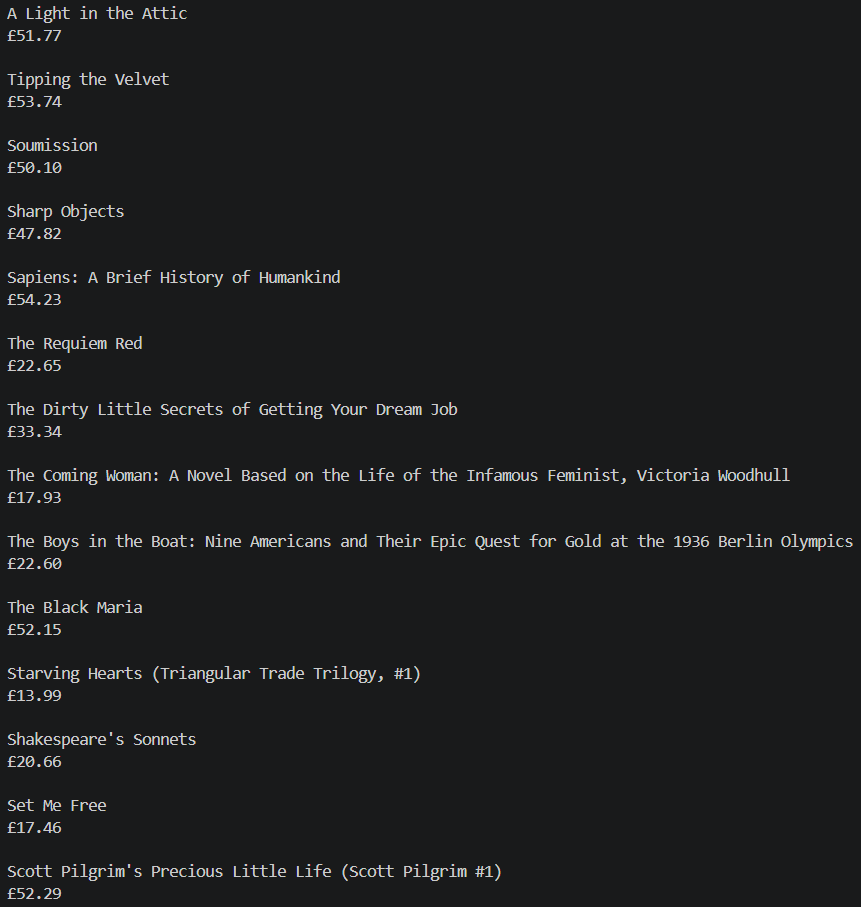 A Light in the Attic
£51.77
Tipping the Velvet
£53.74
Soumission
£50.10
Sharp Objects
£47.82
Sapiens: A Brief History of Humankind
£54.23
The Requiem Red
£22.65
The Dirty Little Secrets of Getting Your Dream Job
£33.34
The Coming Woman: A Novel Based on the Life of the Infamous Feminist, Victoria Woodhull
£17.93
The Boys in the Boat: Nine Americans and Their Epic Quest for Gold at the 1936 Berlin Olympics
£22.60
The Black Maria
£52.15
Starving Hearts (Triangular Trade Trilogy, #1)
£13.99
Shakespeare's Sonnets
£20.66
Set Me Free
£17.46
Scott Pilgrim's Precious Little Life (Scott Pilgrim #1)
£52.29